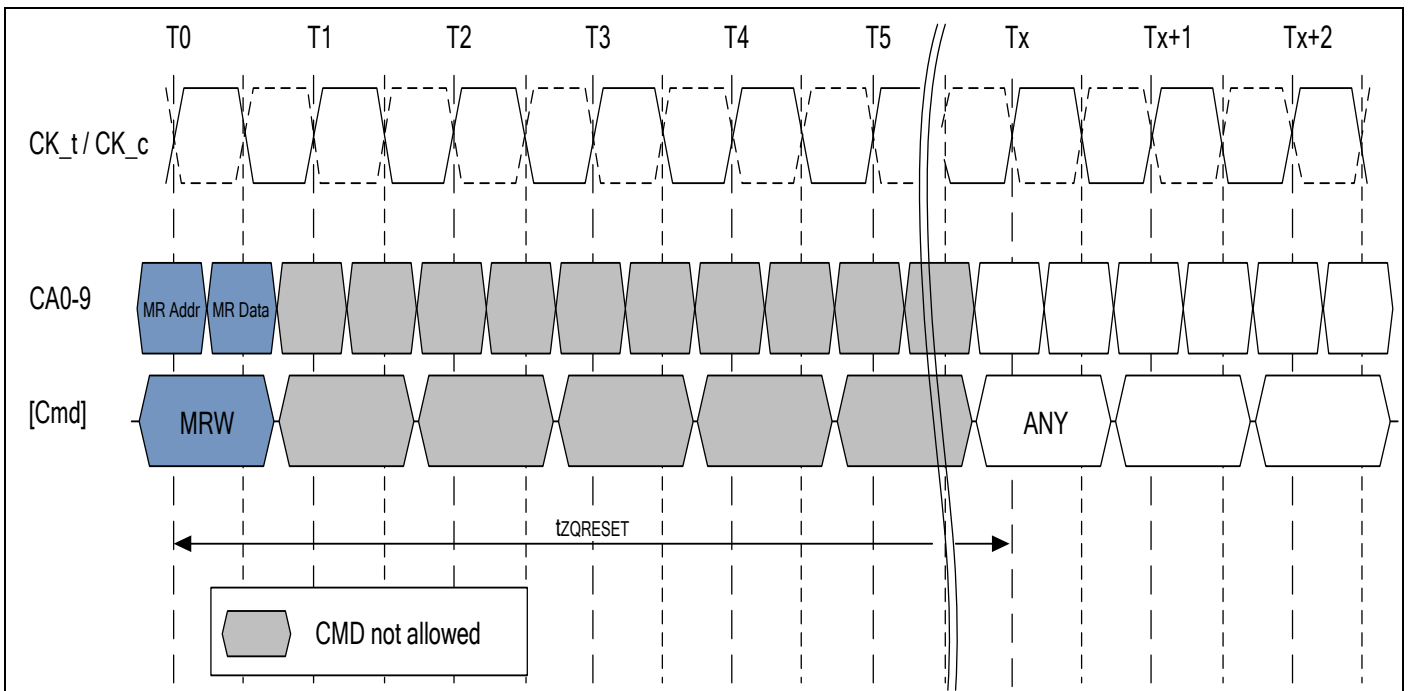 T0 T1 T2 T3 T4 T5 Tx Tx+1 Tx+2
CK_t / CK_c
CA0-9 MR Addr MR Data
[Cmd] MRW ANY
tZQRESET
CMD not allowed